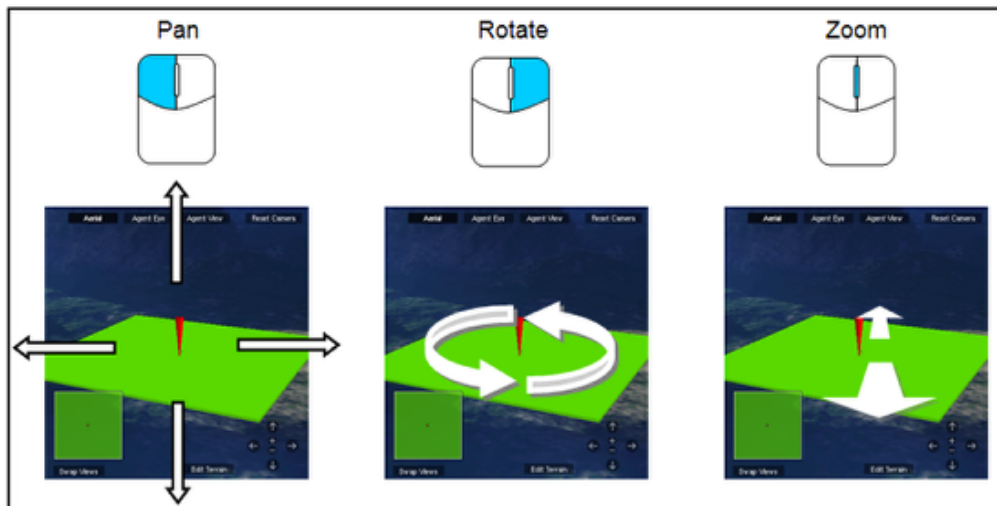 Pan Rotate Zoom
Aerial Agent Eye Agent View Reset Camera
Aerial Agent Eye Agent View Reset Camera
Aerial Agent Eye Agent View Reset Camera
Swap Views Edit Terrain
Swap Views Edit Terrain
Swap Views Edit Terrain